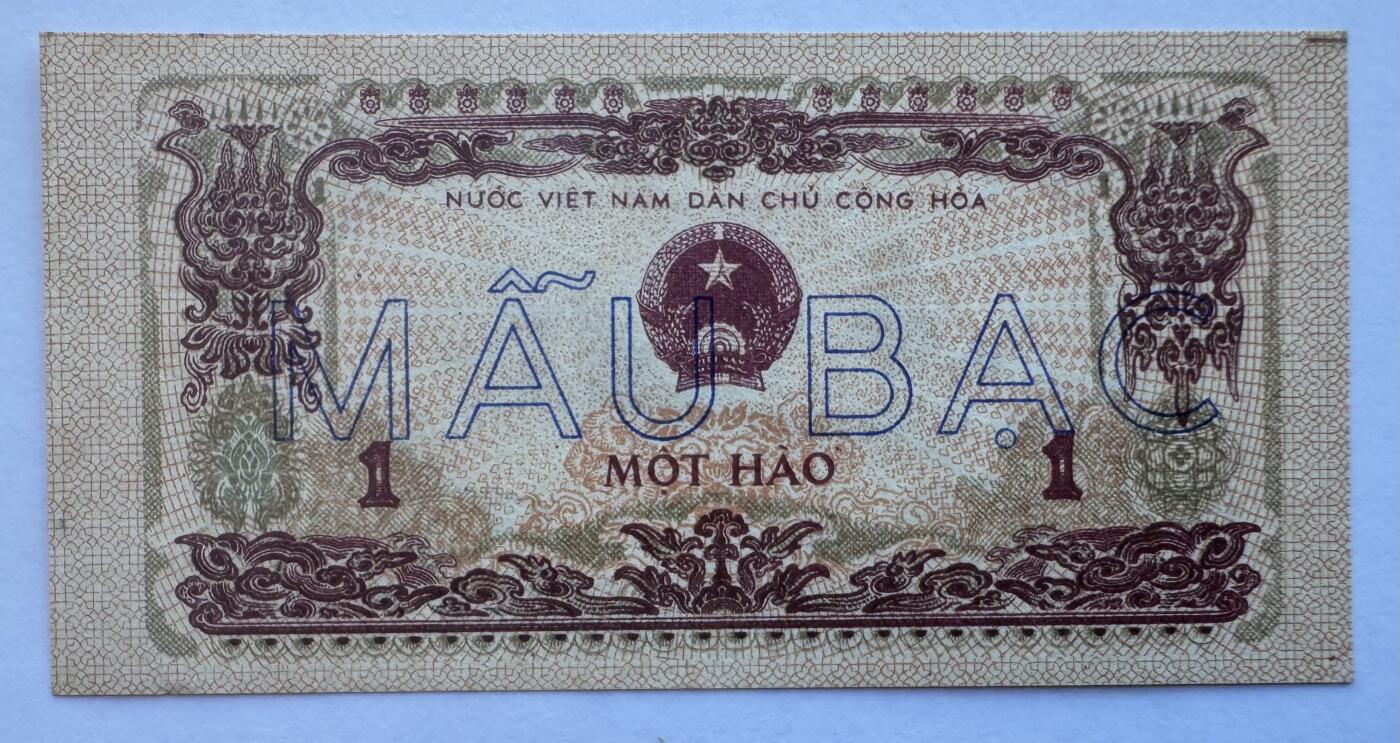 NƯỚC VIỆT NAM DÂN CHỦ CỘNG HÒA
MẪU BẠC
1 MỘT HÀO 1